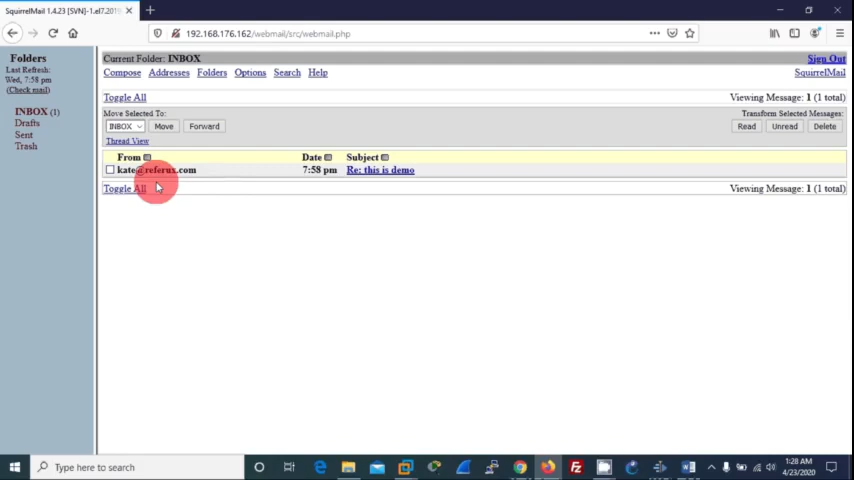 SquirrelMail 1.4.23 [SVN]-1.el7.2019
192.168.176.162/webmail/src/webmail.php
Folders
Last Refresh:
Wed, 7:58 pm
(Check mail)
INBOX (1)
Drafts
Sent
Trash
Current Folder: INBOX
Sign Out
Compose Addresses Folders Options Search Help
SquirrelMail
Toggle All
Viewing Message: 1 (1 total)
Move Selected To:
Transform Selected Messages:
INBOX Move Forward
Read Unread Delete
Thread View
From Date Subject
kate@referux.com 7:58 pm Re: this is demo
Toggle All
Viewing Message: 1 (1 total)
Type here to search
1:28 AM
4/23/2020